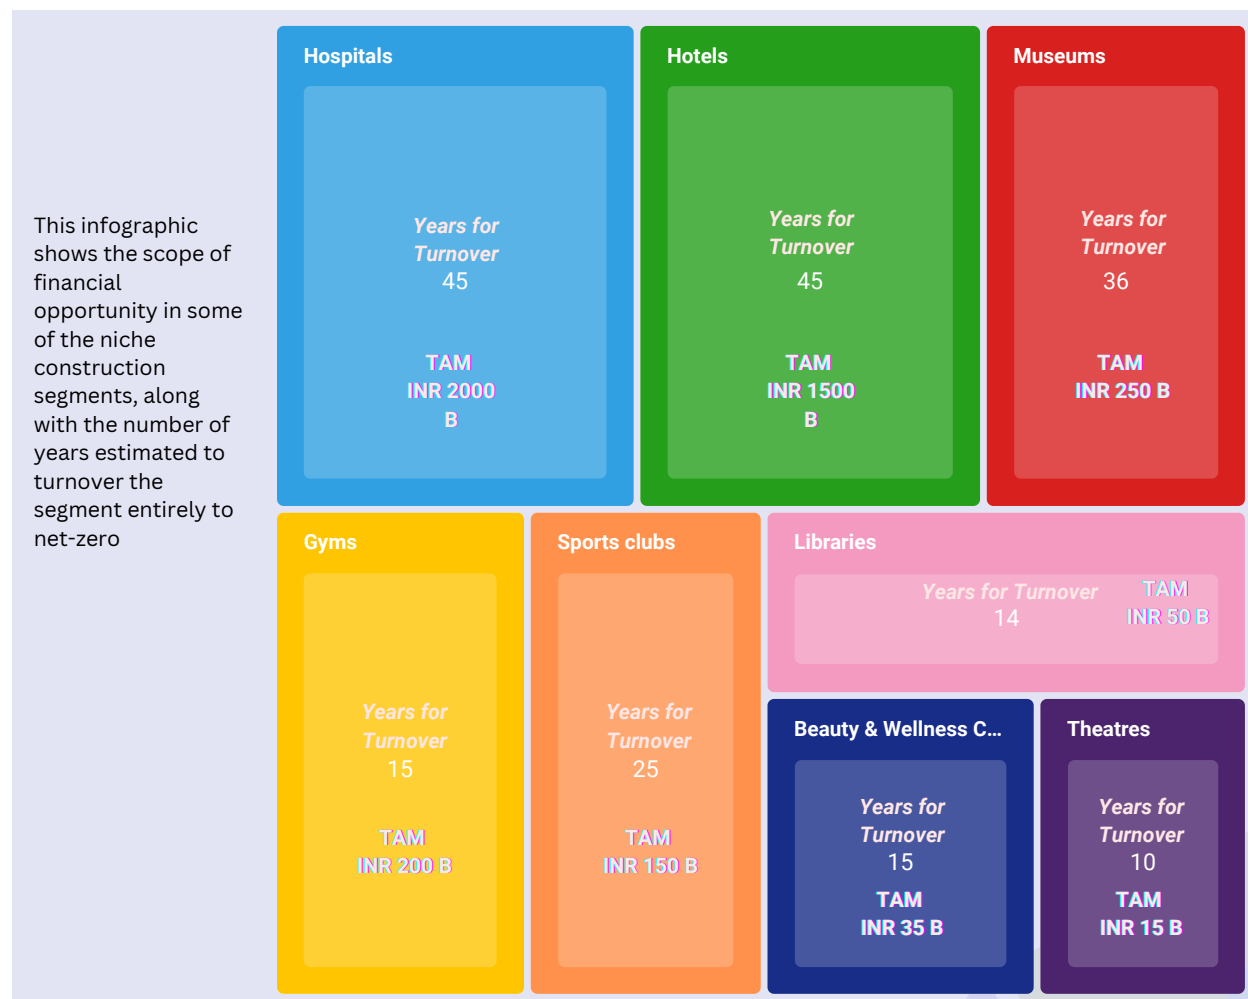 This infographic
shows the scope of
financial
opportunity in some
of the niche
construction
segments, along
with the number of
years estimated to
turnover the
segment entirely to
net-zero
Hospitals
Years for
Turnover
45
TAM
INR 2000
B
Hotels
Years for
Turnover
45
TAM
INR 1500
B
Museums
Years for
Turnover
36
TAM
INR 250 B
Gyms
Years for
Turnover
15
TAM
INR 200 B
Sports clubs
Years for
Turnover
25
TAM
INR 150 B
Libraries
Years for Turnover
14
TAM
INR 50 B
Beauty & Wellness C...
Years for
Turnover
15
TAM
INR 35 B
Theatres
Years for
Turnover
10
TAM
INR 15 B